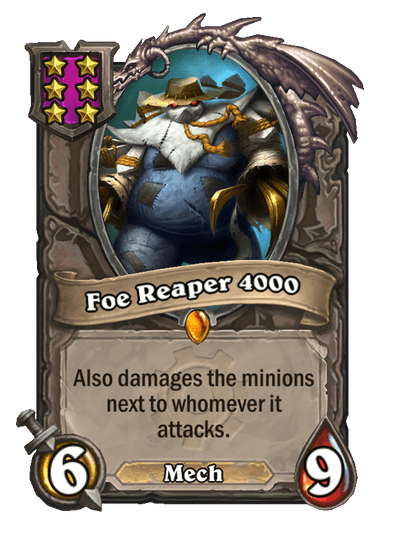 Foe Reaper 4000
Also damages the minions
next to whomever it
attacks.
6
Mech
9